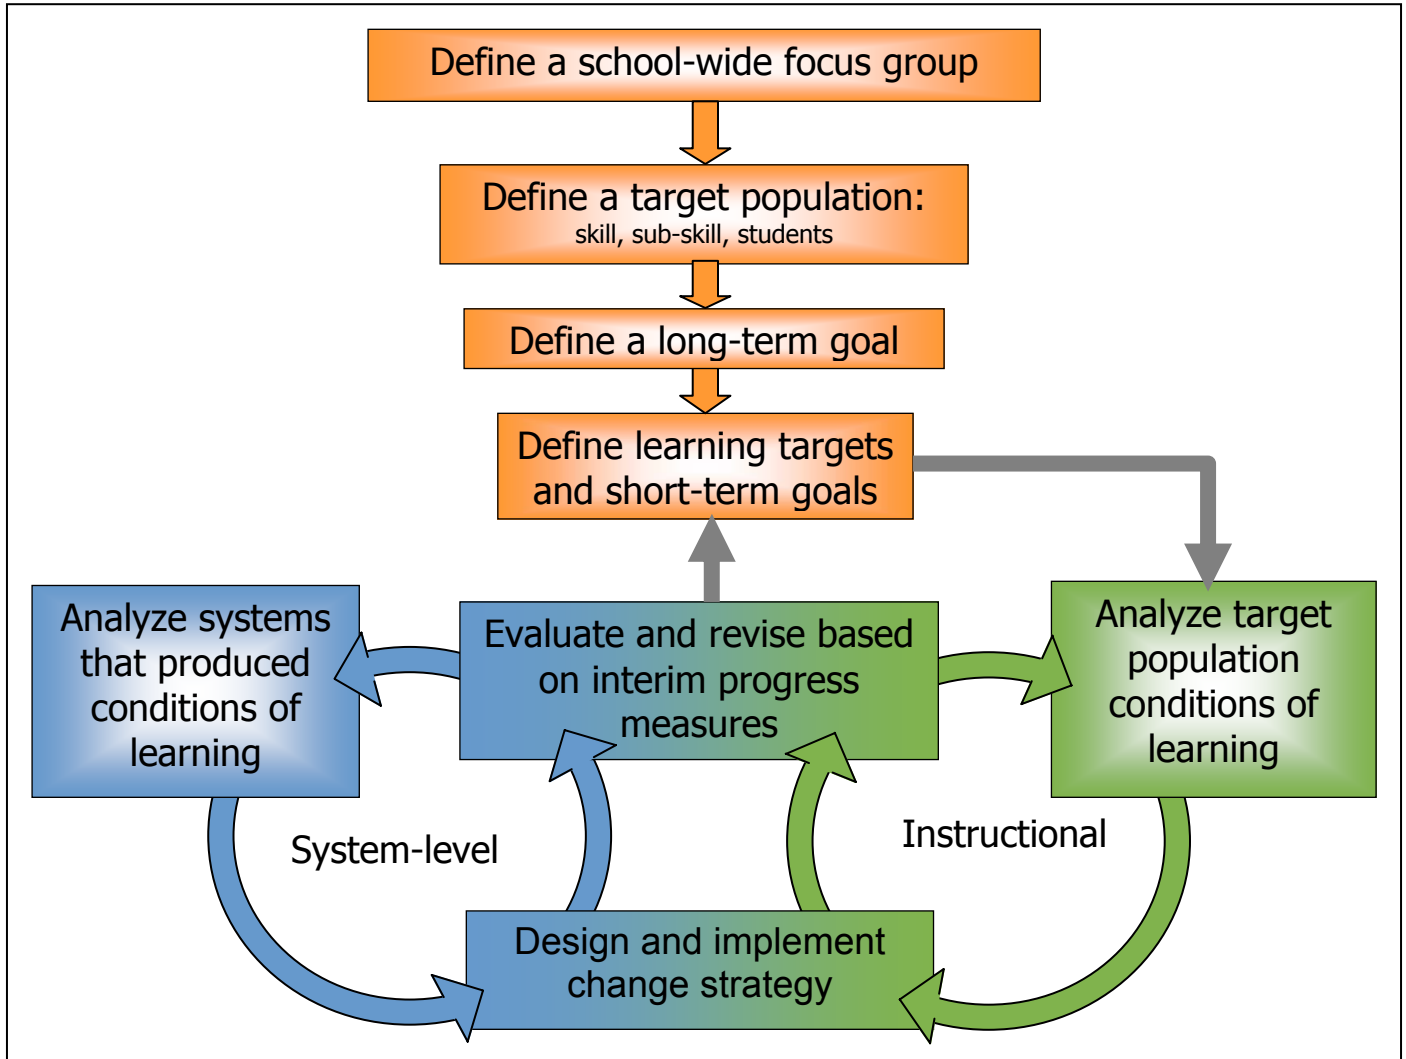 Define a school-wide focus group
Define a target population:
skill, sub-skill, students
Define a long-term goal
Define learning targets
and short-term goals
Analyze systems
that produced
conditions of
learning
Evaluate and revise based
on interim progress
measures
Analyze target
population
conditions of
learning
System-level
Instructional
Design and implement
change strategy